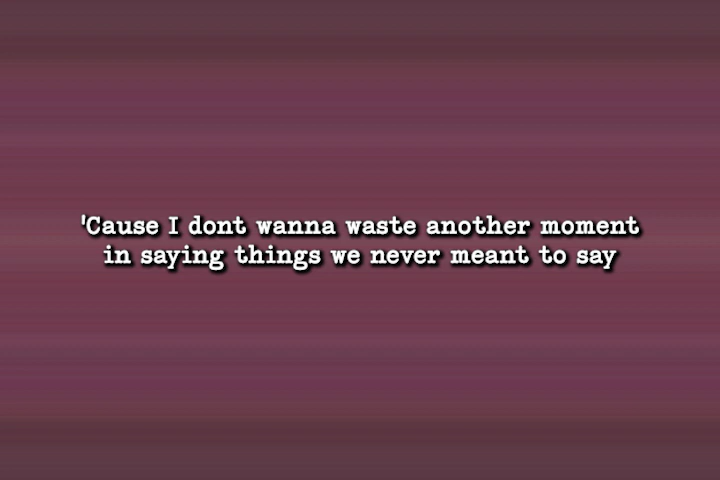 'Cause I dont wanna waste another moment
in saying things we never meant to say